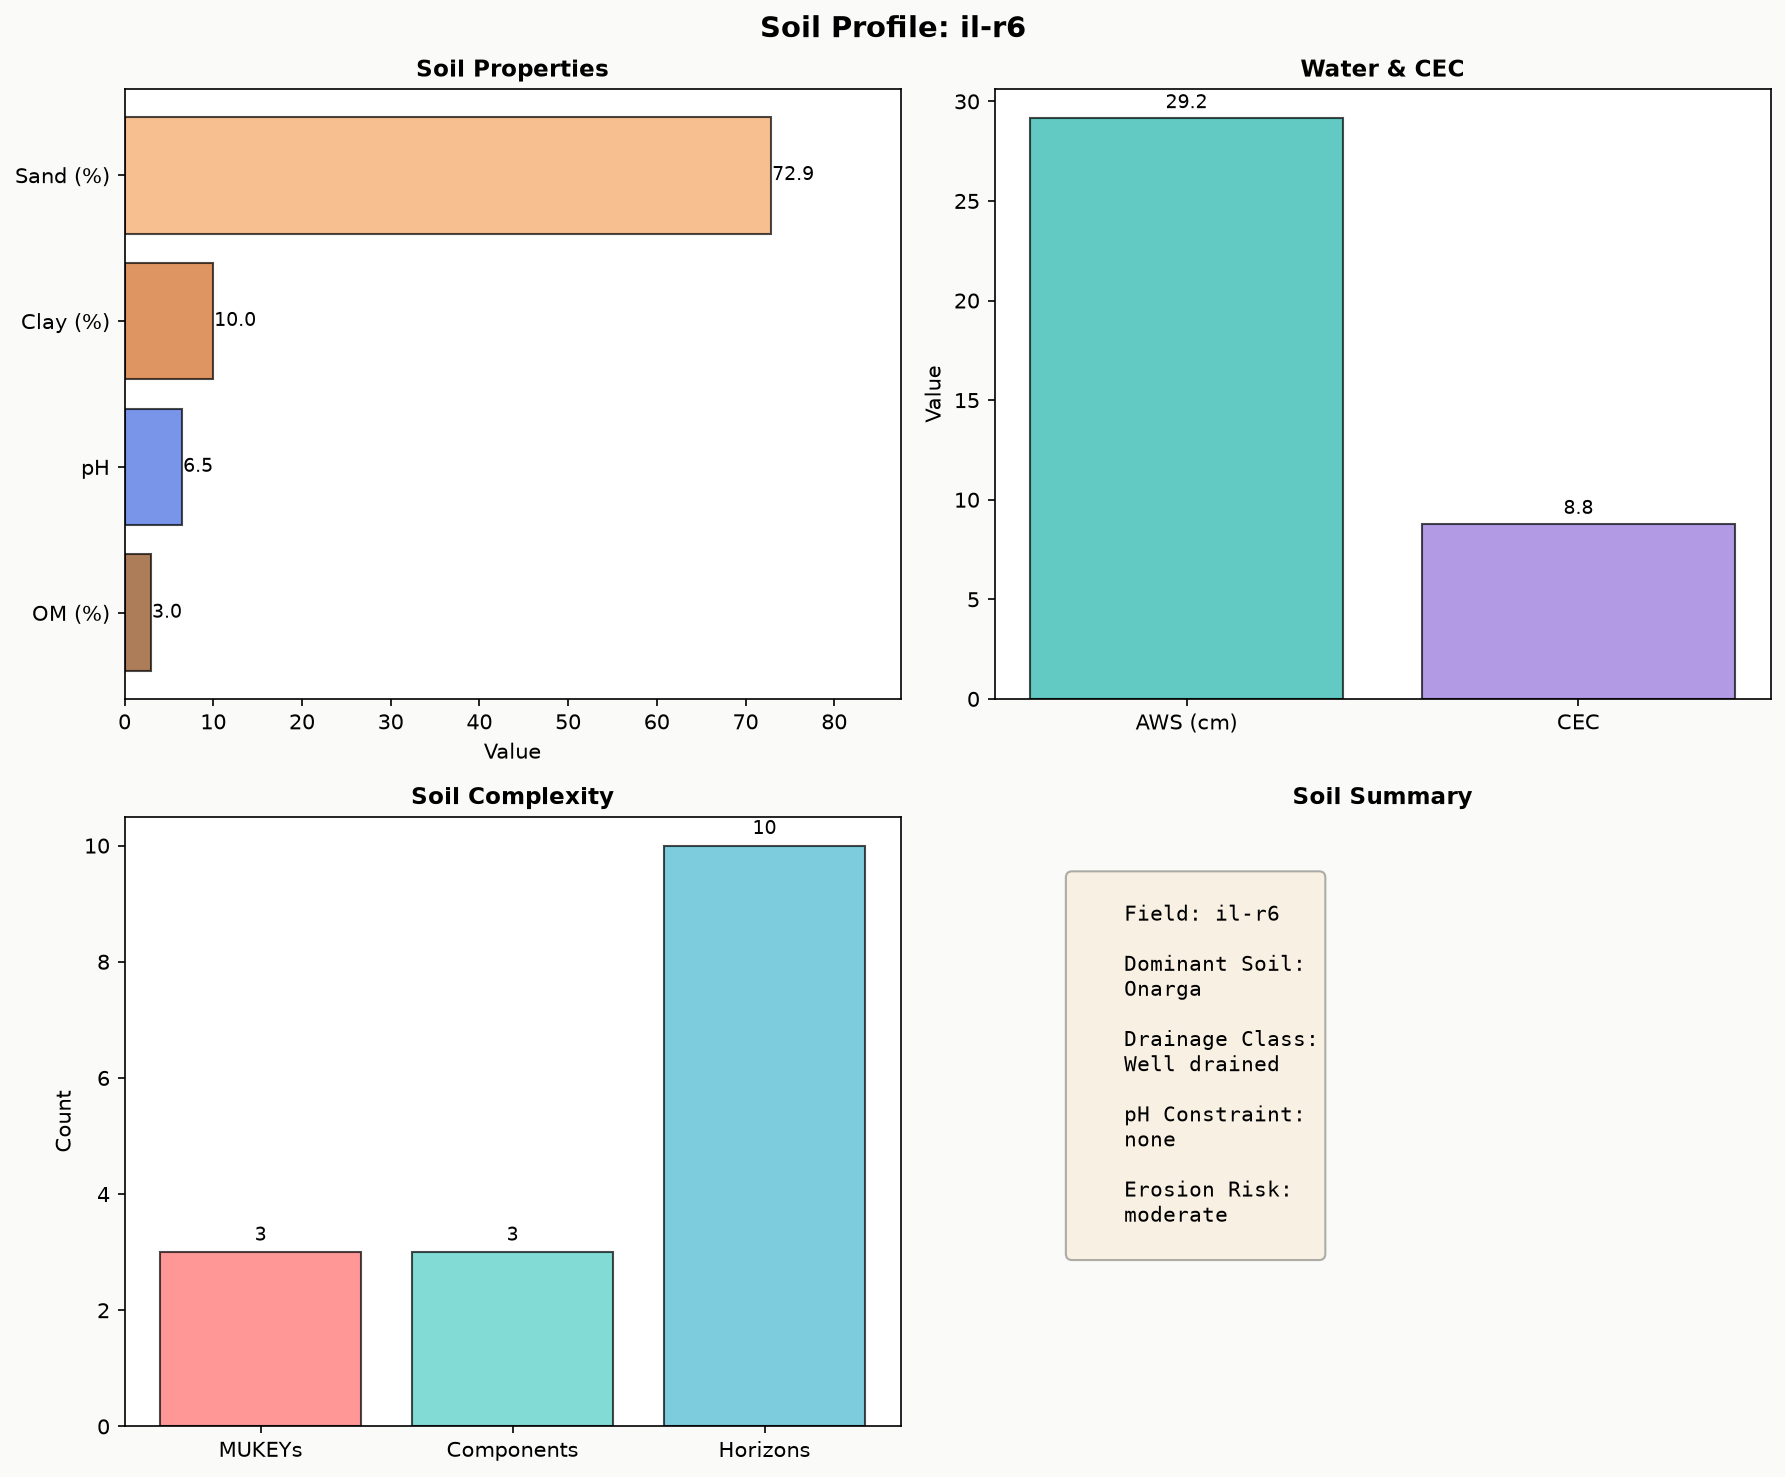 Soil Profile: il-r6
Soil Properties
Sand (%)
72.9
Clay (%)
10.0
pH
6.5
OM (%)
3.0
0 10 20 30 40 50 60 70 80
Value
Water & CEC
30
25
20
15
10
5
0
Value
29.2
8.8
AWS (cm) CEC
Soil Complexity
10
8
6
4
2
0
Count
3
3
10
MUKEYs Components Horizons
Soil Summary
Field: il-r6
Dominant Soil:
Onarga
Drainage Class:
Well drained
pH Constraint:
none
Erosion Risk:
moderate